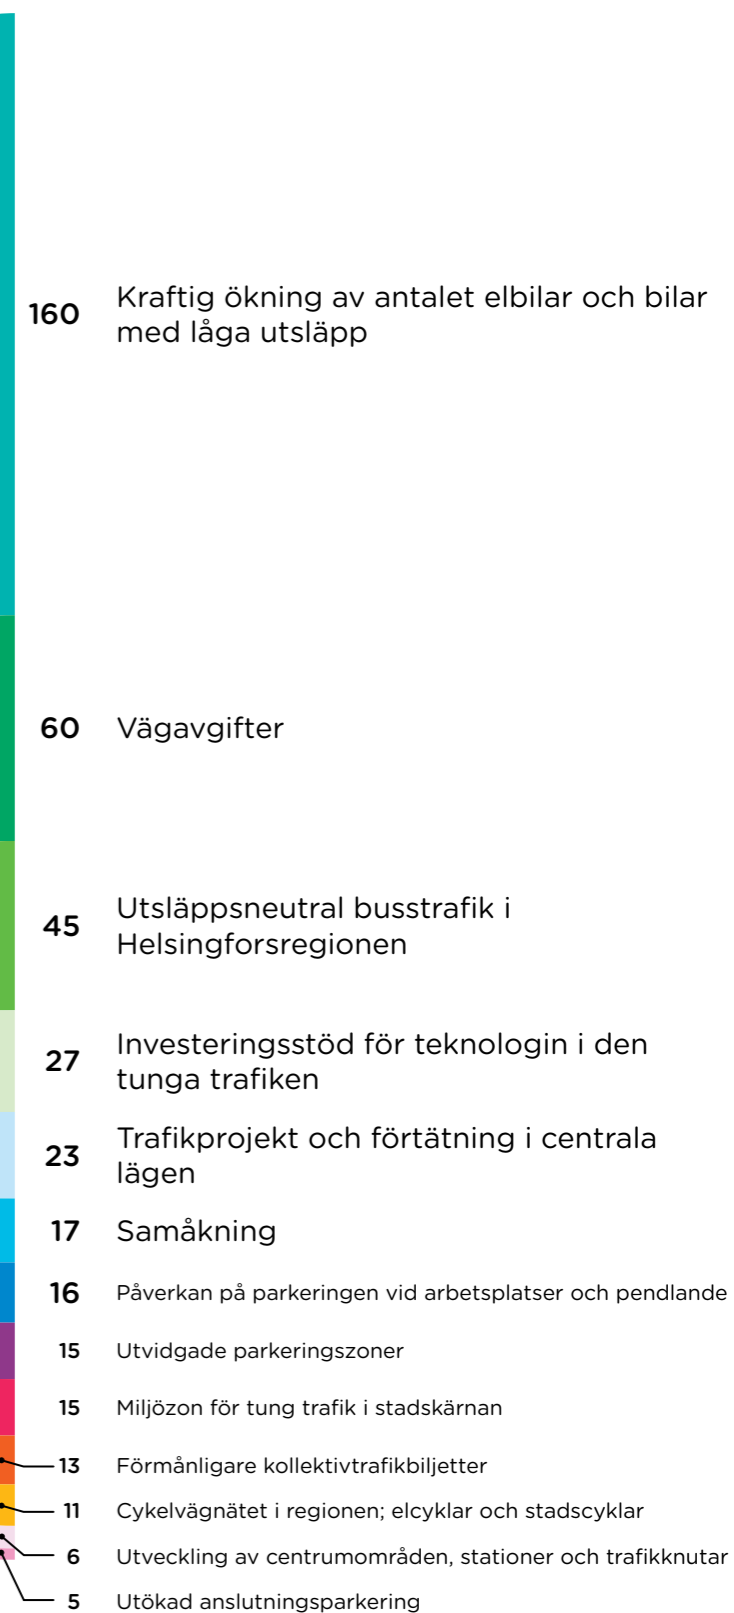 160 Kraftig ökning av antalet elbilar och bilar
med låga utsläpp
60 Vägavgifter
45 Utsläppsneutral busstrafik i
Helsingforsregionen
27 Investeringsstöd för teknologin i den
tunga trafiken
23 Trafikprojekt och förtätning i centrala
lägen
17 Samåkning
16 Påverkan på parkeringen vid arbetsplatser och pendlande
15 Utvidgade parkeringszoner
15 Miljözon för tung trafik i stadskärnan
13 Förmånligare kollektivtrafikbiljetter
11 Cykelvägnätet i regionen; elcyklar och stadscyklar
6 Utveckling av centrumområden, stationer och trafikknutar
5 Utökad anslutningsparkering